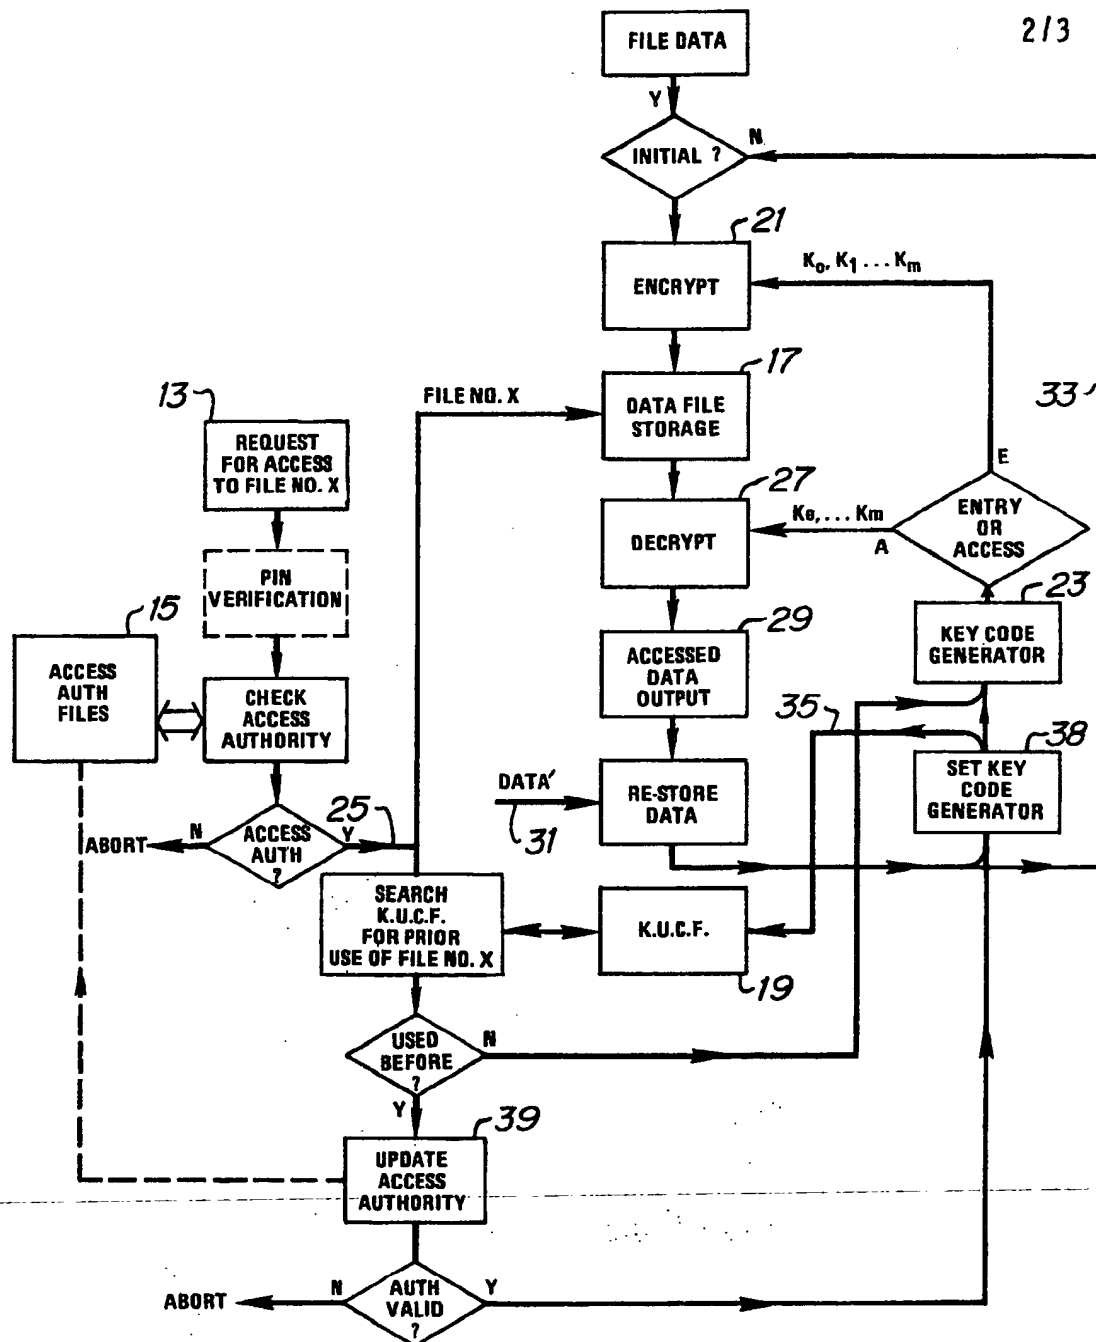 2/3
FILE DATA
Y
INITIAL ?
N
21
ENCRYPT
K₀, K₁ ... Kₘ
17
FILE NO. X
DATA FILE
STORAGE
33'
13
REQUEST
FOR ACCESS
TO FILE NO. X
E
27
DECRYPT
Ko, ... Km
A
ENTRY
OR
ACCESS
PIN
VERIFICATION
15
ACCESS
AUTH
FILES
23
KEY CODE
GENERATOR
29
ACCESSED
DATA
OUTPUT
CHECK
ACCESS
AUTHORITY
35
38
SET KEY
CODE
GENERATOR
DATA'
31
RE-STORE
DATA
25
ABORT
N
ACCESS
AUTH
?
Y
SEARCH
K.U.C.F.
FOR PRIOR
USE OF FILE NO. X
K.U.C.F.
19
USED
BEFORE
?
N
Y
39
UPDATE
ACCESS
AUTHORITY
ABORT
N
AUTH
VALID
?
Y